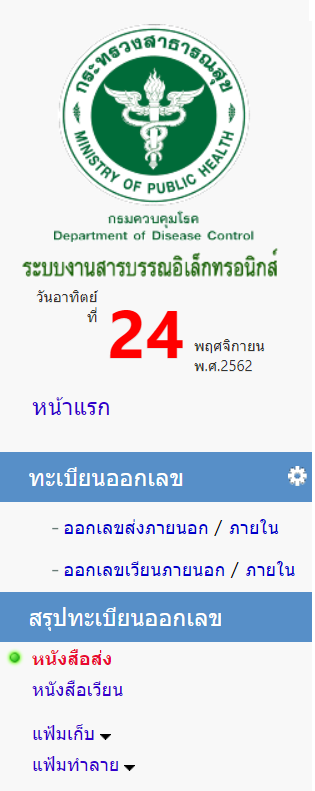 กระทรวงสาธารณสุข
MINISTRY OF PUBLIC HEALTH
กรมควบคุมโรค
Department of Disease Control
ระบบงานสารบรรณอิเล็กทรอนิกส์
วันอาทิตย์
ที่
24
พฤศจิกายน
พ.ศ.2562
หน้าแรก
ทะเบียนออกเลข
- ออกเลขส่งภายนอก / ภายใน
- ออกเลขเวียนภายนอก / ภายใน
สรุปทะเบียนออกเลข
หนังสือส่ง
หนังสือเวียน
แฟ้มเก็บ
แฟ้มทำลาย